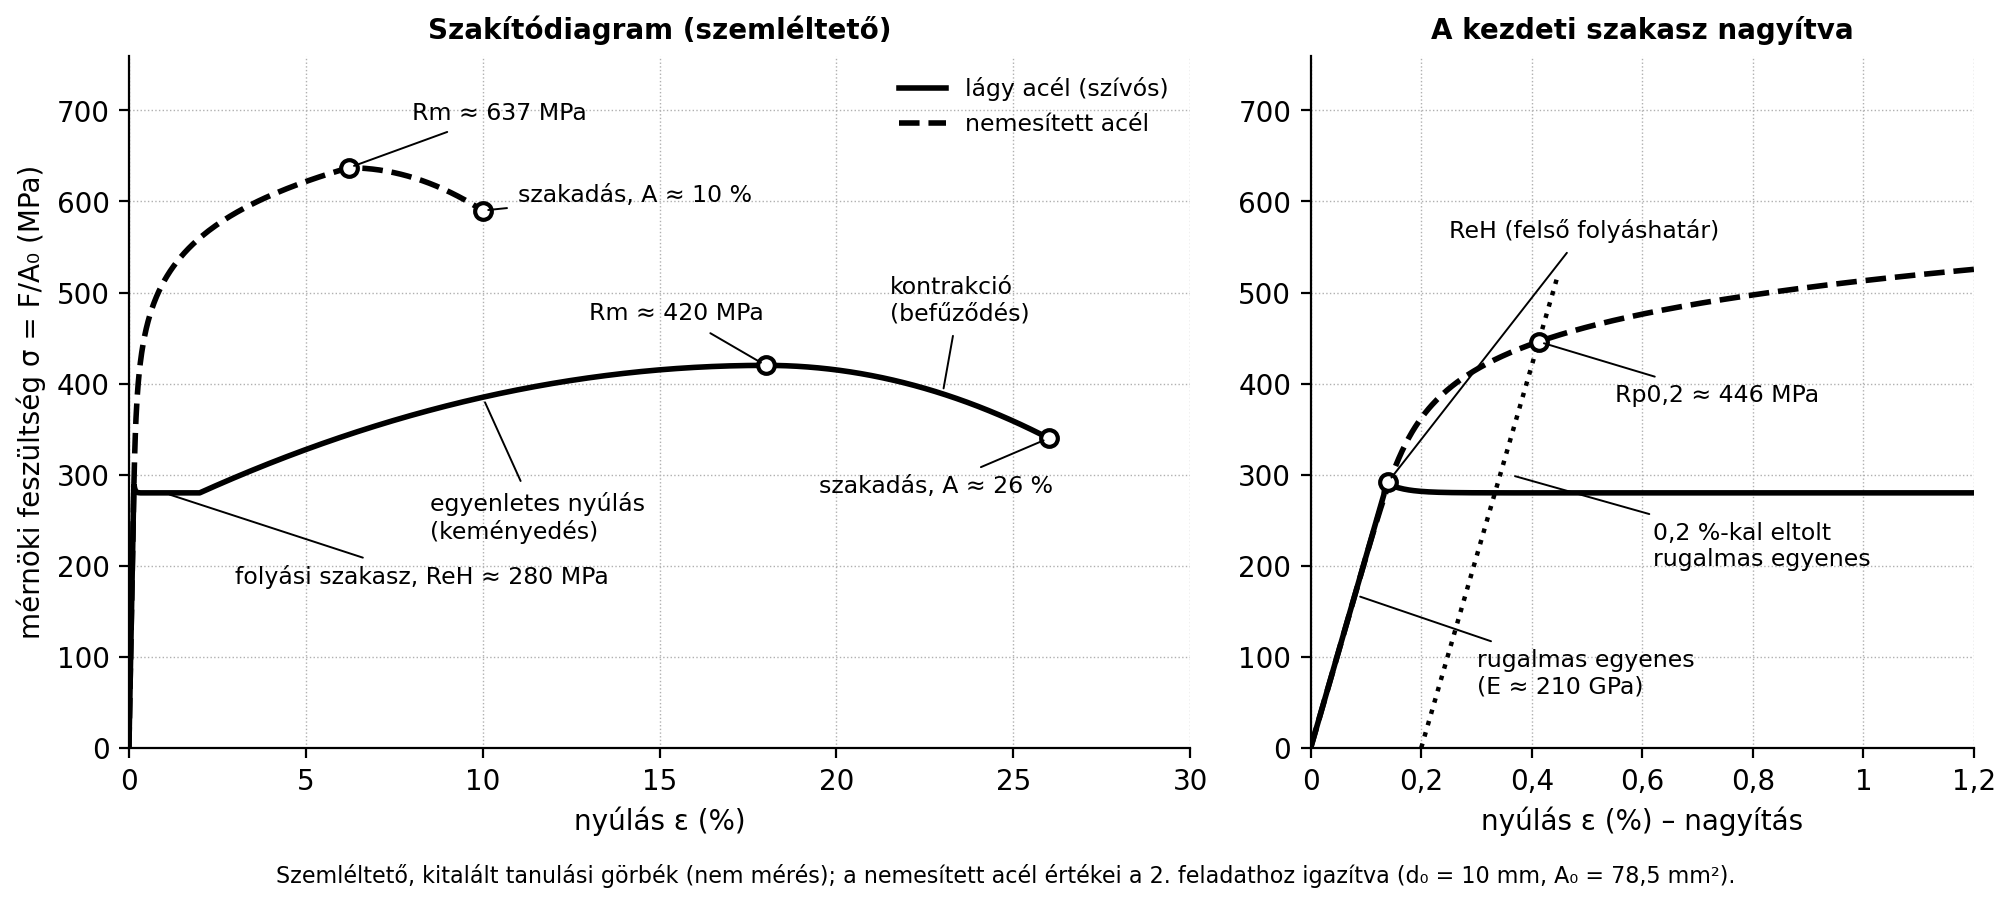 Szakítódiagram (szemléltető)
mérnöki feszültség σ = F/A₀ (MPa)
700
600
500
400
300
200
100
0
Rm ≈ 637 MPa
lágy acél (szívós)
nemesített acél
szakadás, A ≈ 10 %
kontrakció
(befűződés)
Rm ≈ 420 MPa
szakadás, A ≈ 26 %
egyenletes nyúlás
(keményedés)
folyási szakasz, ReH ≈ 280 MPa
0 5 10 15 20 25 30
nyúlás ε (%)
A kezdeti szakasz nagyítva
700
600
500
400
300
200
100
0
ReH (felső folyáshatár)
Rp0,2 ≈ 446 MPa
0,2 %-kal eltolt
rugalmas egyenes
rugalmas egyenes
(E ≈ 210 GPa)
0 0,2 0,4 0,6 0,8 1 1,2
nyúlás ε (%) – nagyítás
Szemléltető, kitalált tanulási görbék (nem mérés); a nemesített acél értékei a 2. feladathoz igazítva (d₀ = 10 mm, A₀ = 78,5 mm²).